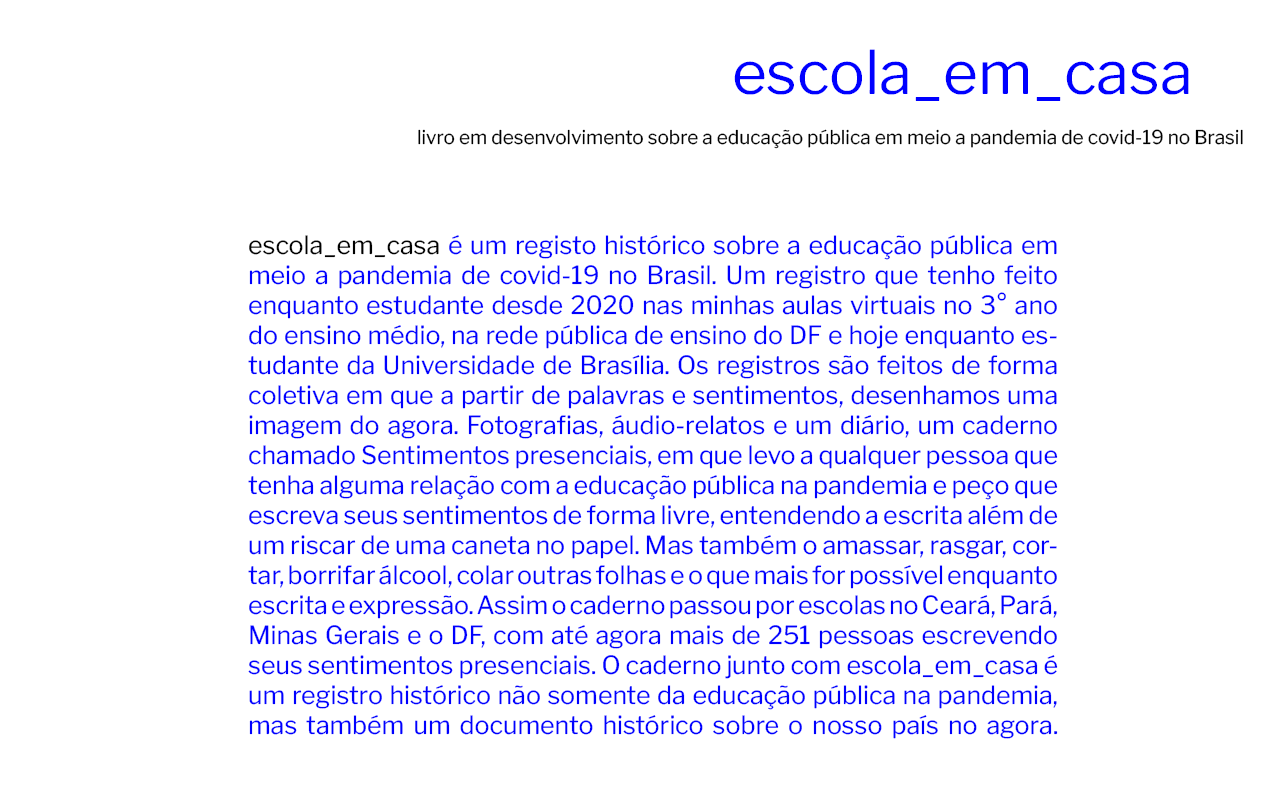 escola_em_casa
livro em desenvolvimento sobre a educação pública em meio a pandemia de covid-19 no Brasil
escola_em_casa é um registo histórico sobre a educação pública em
meio a pandemia de covid-19 no Brasil. Um registro que tenho feito
enquanto estudante desde 2020 nas minhas aulas virtuais no 3° ano
do ensino médio, na rede pública de ensino do DF e hoje enquanto es-
tudante da Universidade de Brasília. Os registros são feitos de forma
coletiva em que a partir de palavras e sentimentos, desenhamos uma
imagem do agora. Fotografias, áudio-relatos e um diário, um caderno
chamado Sentimentos presenciais, em que levo a qualquer pessoa que
tenha alguma relação com a educação pública na pandemia e peço que
escreva seus sentimentos de forma livre, entendendo a escrita além de
um riscar de uma caneta no papel. Mas também o amassar, rasgar, cor-
tar, borrifar álcool, colar outras folhas e o que mais for possível enquanto
escrita e expressão. Assim o caderno passou por escolas no Ceará, Pará,
Minas Gerais e o DF, com até agora mais de 251 pessoas escrevendo
seus sentimentos presenciais. O caderno junto com escola_em_casa é
um registro histórico não somente da educação pública na pandemia,
mas também um documento histórico sobre o nosso país no agora.